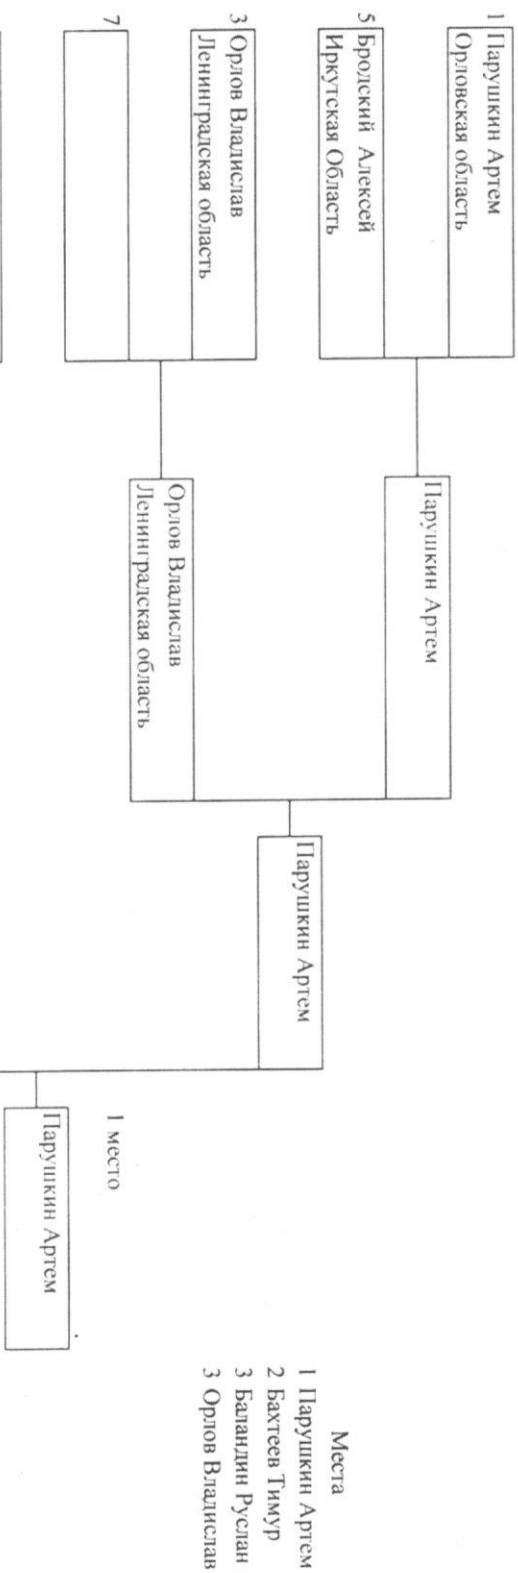 1 Парушкин Артем
Орловская область
5 Бродский Алексей
Иркутская Область
3 Орлов Владислав
Ленинградская область
7
Парушкин Артем
Орлов Владислав
Ленинградская область
Парушкин Артем
1 место
Парушкин Артем
Места
1 Парушкин Артем
2 Бахтеев Тимур
3 Баландин Руслан
3 Орлов Владислав